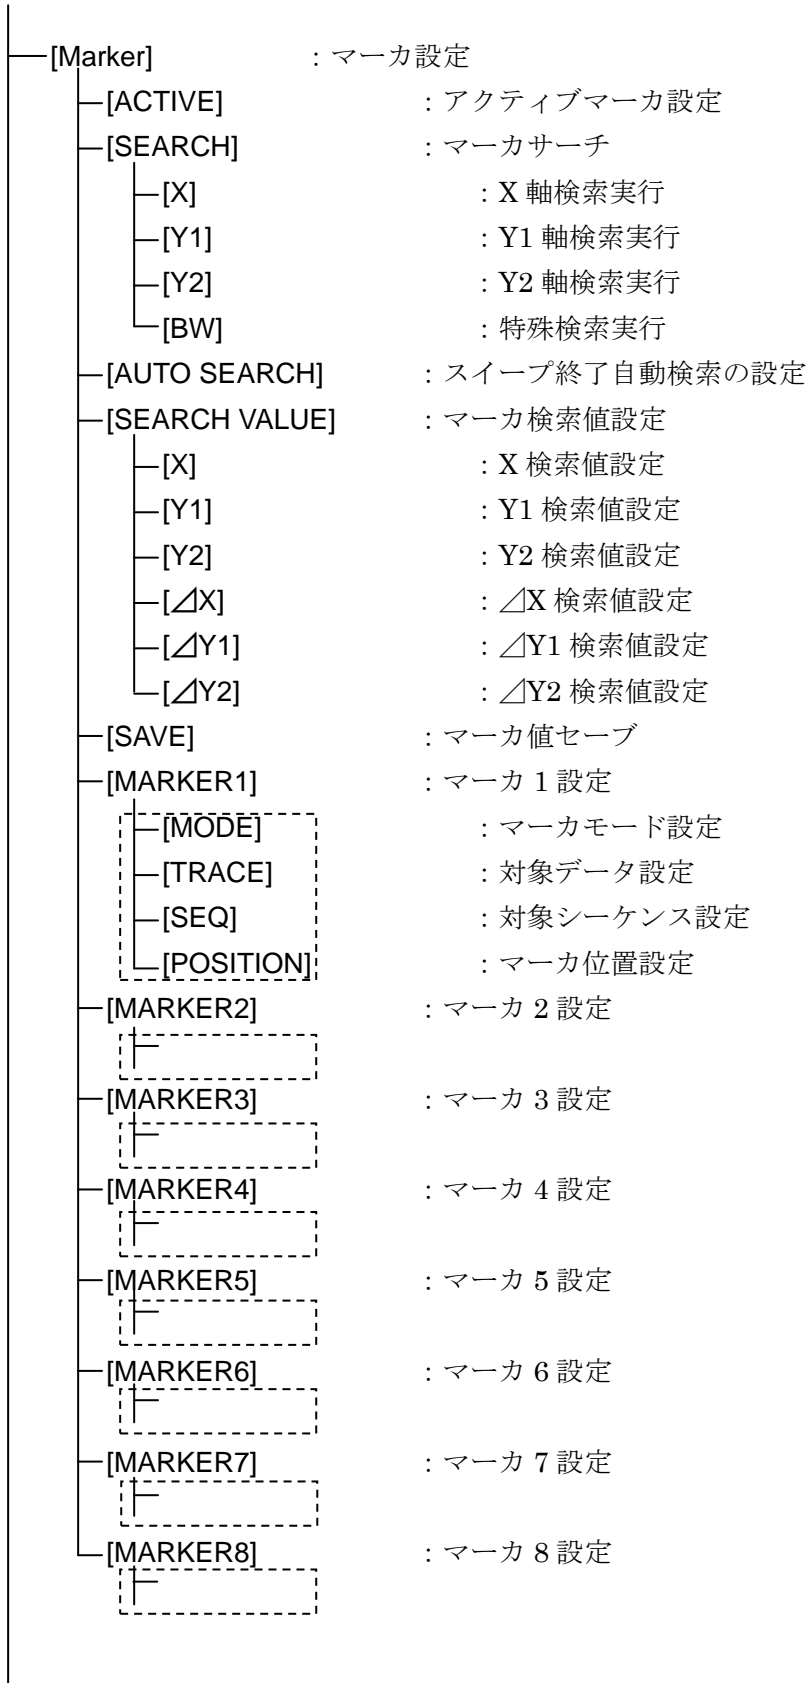 [Marker] : マーカ設定
[ACTIVE] : アクティブマーカ設定
[SEARCH] : マーカサーチ
[X] : X 軸検索実行
[Y1] : Y1 軸検索実行
[Y2] : Y2 軸検索実行
[BW] : 特殊検索実行
[AUTO SEARCH] : スイープ終了自動検索の設定
[SEARCH VALUE] : マーカ検索値設定
[X] : X 検索値設定
[Y1] : Y1 検索値設定
[Y2] : Y2 検索値設定
[⊿X] : ⊿X 検索値設定
[⊿Y1] : ⊿Y1 検索値設定
[⊿Y2] : ⊿Y2 検索値設定
[SAVE] : マーカ値セーブ
[MARKER1] : マーカ 1 設定
[MODE] : マーカモード設定
[TRACE] : 対象データ設定
[SEQ] : 対象シーケンス設定
[POSITION] : マーカ位置設定
[MARKER2] : マーカ 2 設定
[MARKER3] : マーカ 3 設定
[MARKER4] : マーカ 4 設定
[MARKER5] : マーカ 5 設定
[MARKER6] : マーカ 6 設定
[MARKER7] : マーカ 7 設定
[MARKER8] : マーカ 8 設定